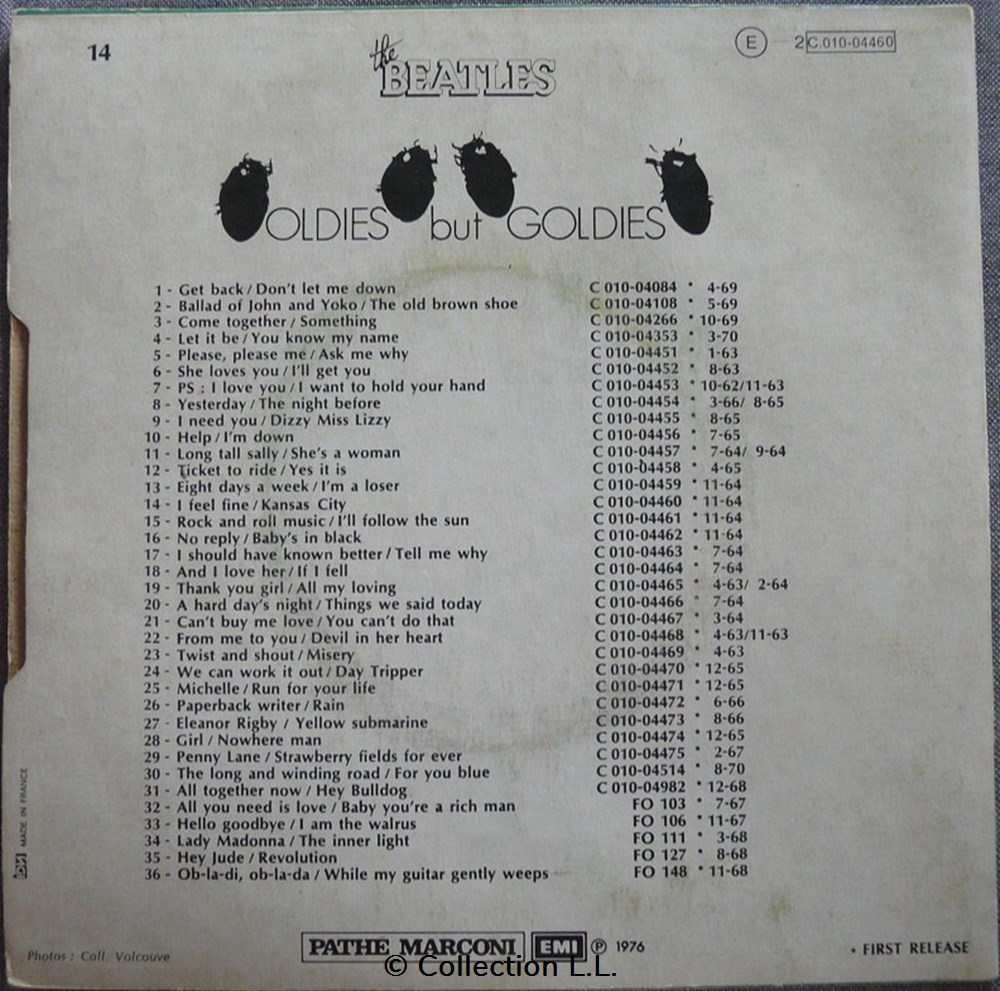 14
E 2C.010-04460
the
BEATLES
OLDIES but GOLDIES
1 - Get back / Don't let me down C 010-04084 * 4-69
2 - Ballad of John and Yoko / The old brown shoe C 010-04108 * 5-69
3 - Come together / Something C 010-04266 * 10-69
4 - Let it be / You know my name C 010-04353 * 3-70
5 - Please, please me / Ask me why C 010-04451 * 1-63
6 - She loves you / I'll get you C 010-04452 * 8-63
7 - PS : I love you / I want to hold your hand C 010-04453 * 10-62/11-63
8 - Yesterday / The night before C 010-04454 * 3-66/ 8-65
9 - I need you / Dizzy Miss Lizzy C 010-04455 * 8-65
10 - Help / I'm down C 010-04456 * 7-65
11 - Long tall sally / She's a woman C 010-04457 * 7-64/ 9-64
12 - Ticket to ride / Yes it is C 010-04458 * 4-65
13 - Eight days a week / I'm a loser C 010-04459 * 11-64
14 - I feel fine / Kansas City C 010-04460 * 11-64
15 - Rock and roll music / I'll follow the sun C 010-04461 * 11-64
16 - No reply / Baby's in black C 010-04462 * 11-64
17 - I should have known better / Tell me why C 010-04463 * 7-64
18 - And I love her / If I fell C 010-04464 * 7-64
19 - Thank you girl / All my loving C 010-04465 * 4-63/ 2-64
20 - A hard day's night / Things we said today C 010-04466 * 7-64
21 - Can't buy me love / You can't do that C 010-04467 * 3-64
22 - From me to you / Devil in her heart C 010-04468 * 4-63/11-63
23 - Twist and shout / Misery C 010-04469 * 4-63
24 - We can work it out / Day Tripper C 010-04470 * 12-65
25 - Michelle / Run for your life C 010-04471 * 12-65
26 - Paperback writer / Rain C 010-04472 * 6-66
27 - Eleanor Rigby / Yellow submarine C 010-04473 * 8-66
28 - Girl / Nowhere man C 010-04474 * 12-65
29 - Penny Lane / Strawberry fields for ever C 010-04475 * 2-67
30 - The long and winding road / For you blue C 010-04514 * 8-70
31 - All together now / Hey Bulldog C 010-04982 * 12-68
32 - All you need is love / Baby you're a rich man FO 103 * 7-67
33 - Hello goodbye / I am the walrus FO 106 * 11-67
34 - Lady Madonna / The inner light FO 111 * 3-68
35 - Hey Jude / Revolution FO 127 * 8-68
36 - Ob-la-di, ob-la-da / While my guitar gently weeps FO 148 * 11-68
MADE IN FRANCE
Photos : Coll. Volcouve
PATHE MARCONI EMI ℗ 1976
* FIRST RELEASE
© Collection L.L.